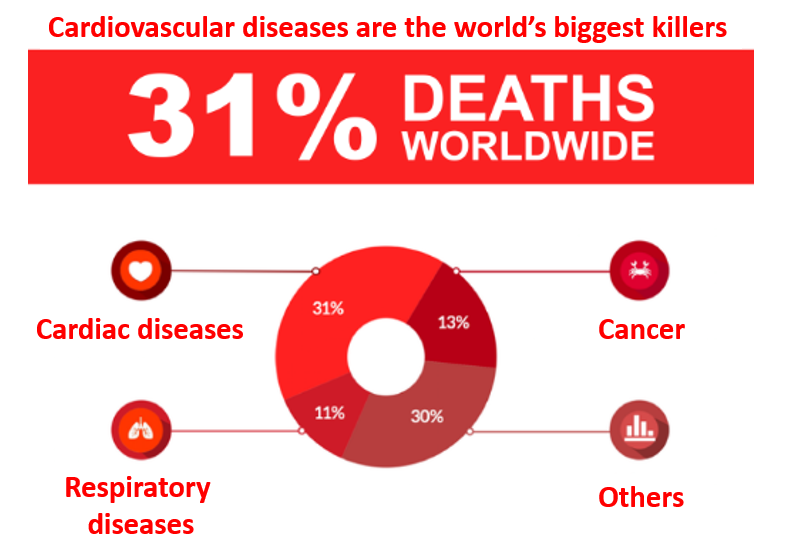 Cardiovascular diseases are the world’s biggest killers
31% DEATHS
WORLDWIDE
31%
13%
Cardiac diseases
Cancer
11%
30%
Respiratory
diseases
Others